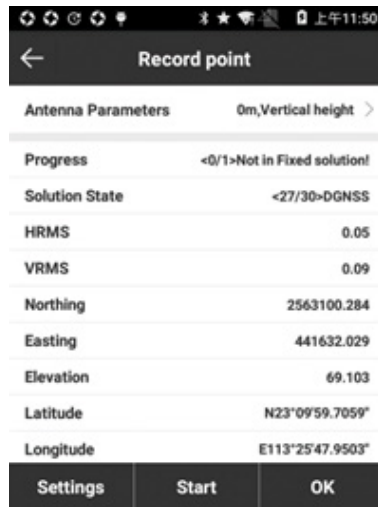 上午11:50
Record point
Antenna Parameters 0m,Vertical height >
Progress <0/1>Not in Fixed solution!
Solution State <27/30>DGNSS
HRMS 0.05
VRMS 0.09
Northing 2563100.284
Easting 441632.029
Elevation 69.103
Latitude N23°09'59.7059"
Longitude E113°25'47.9503"
Settings Start OK